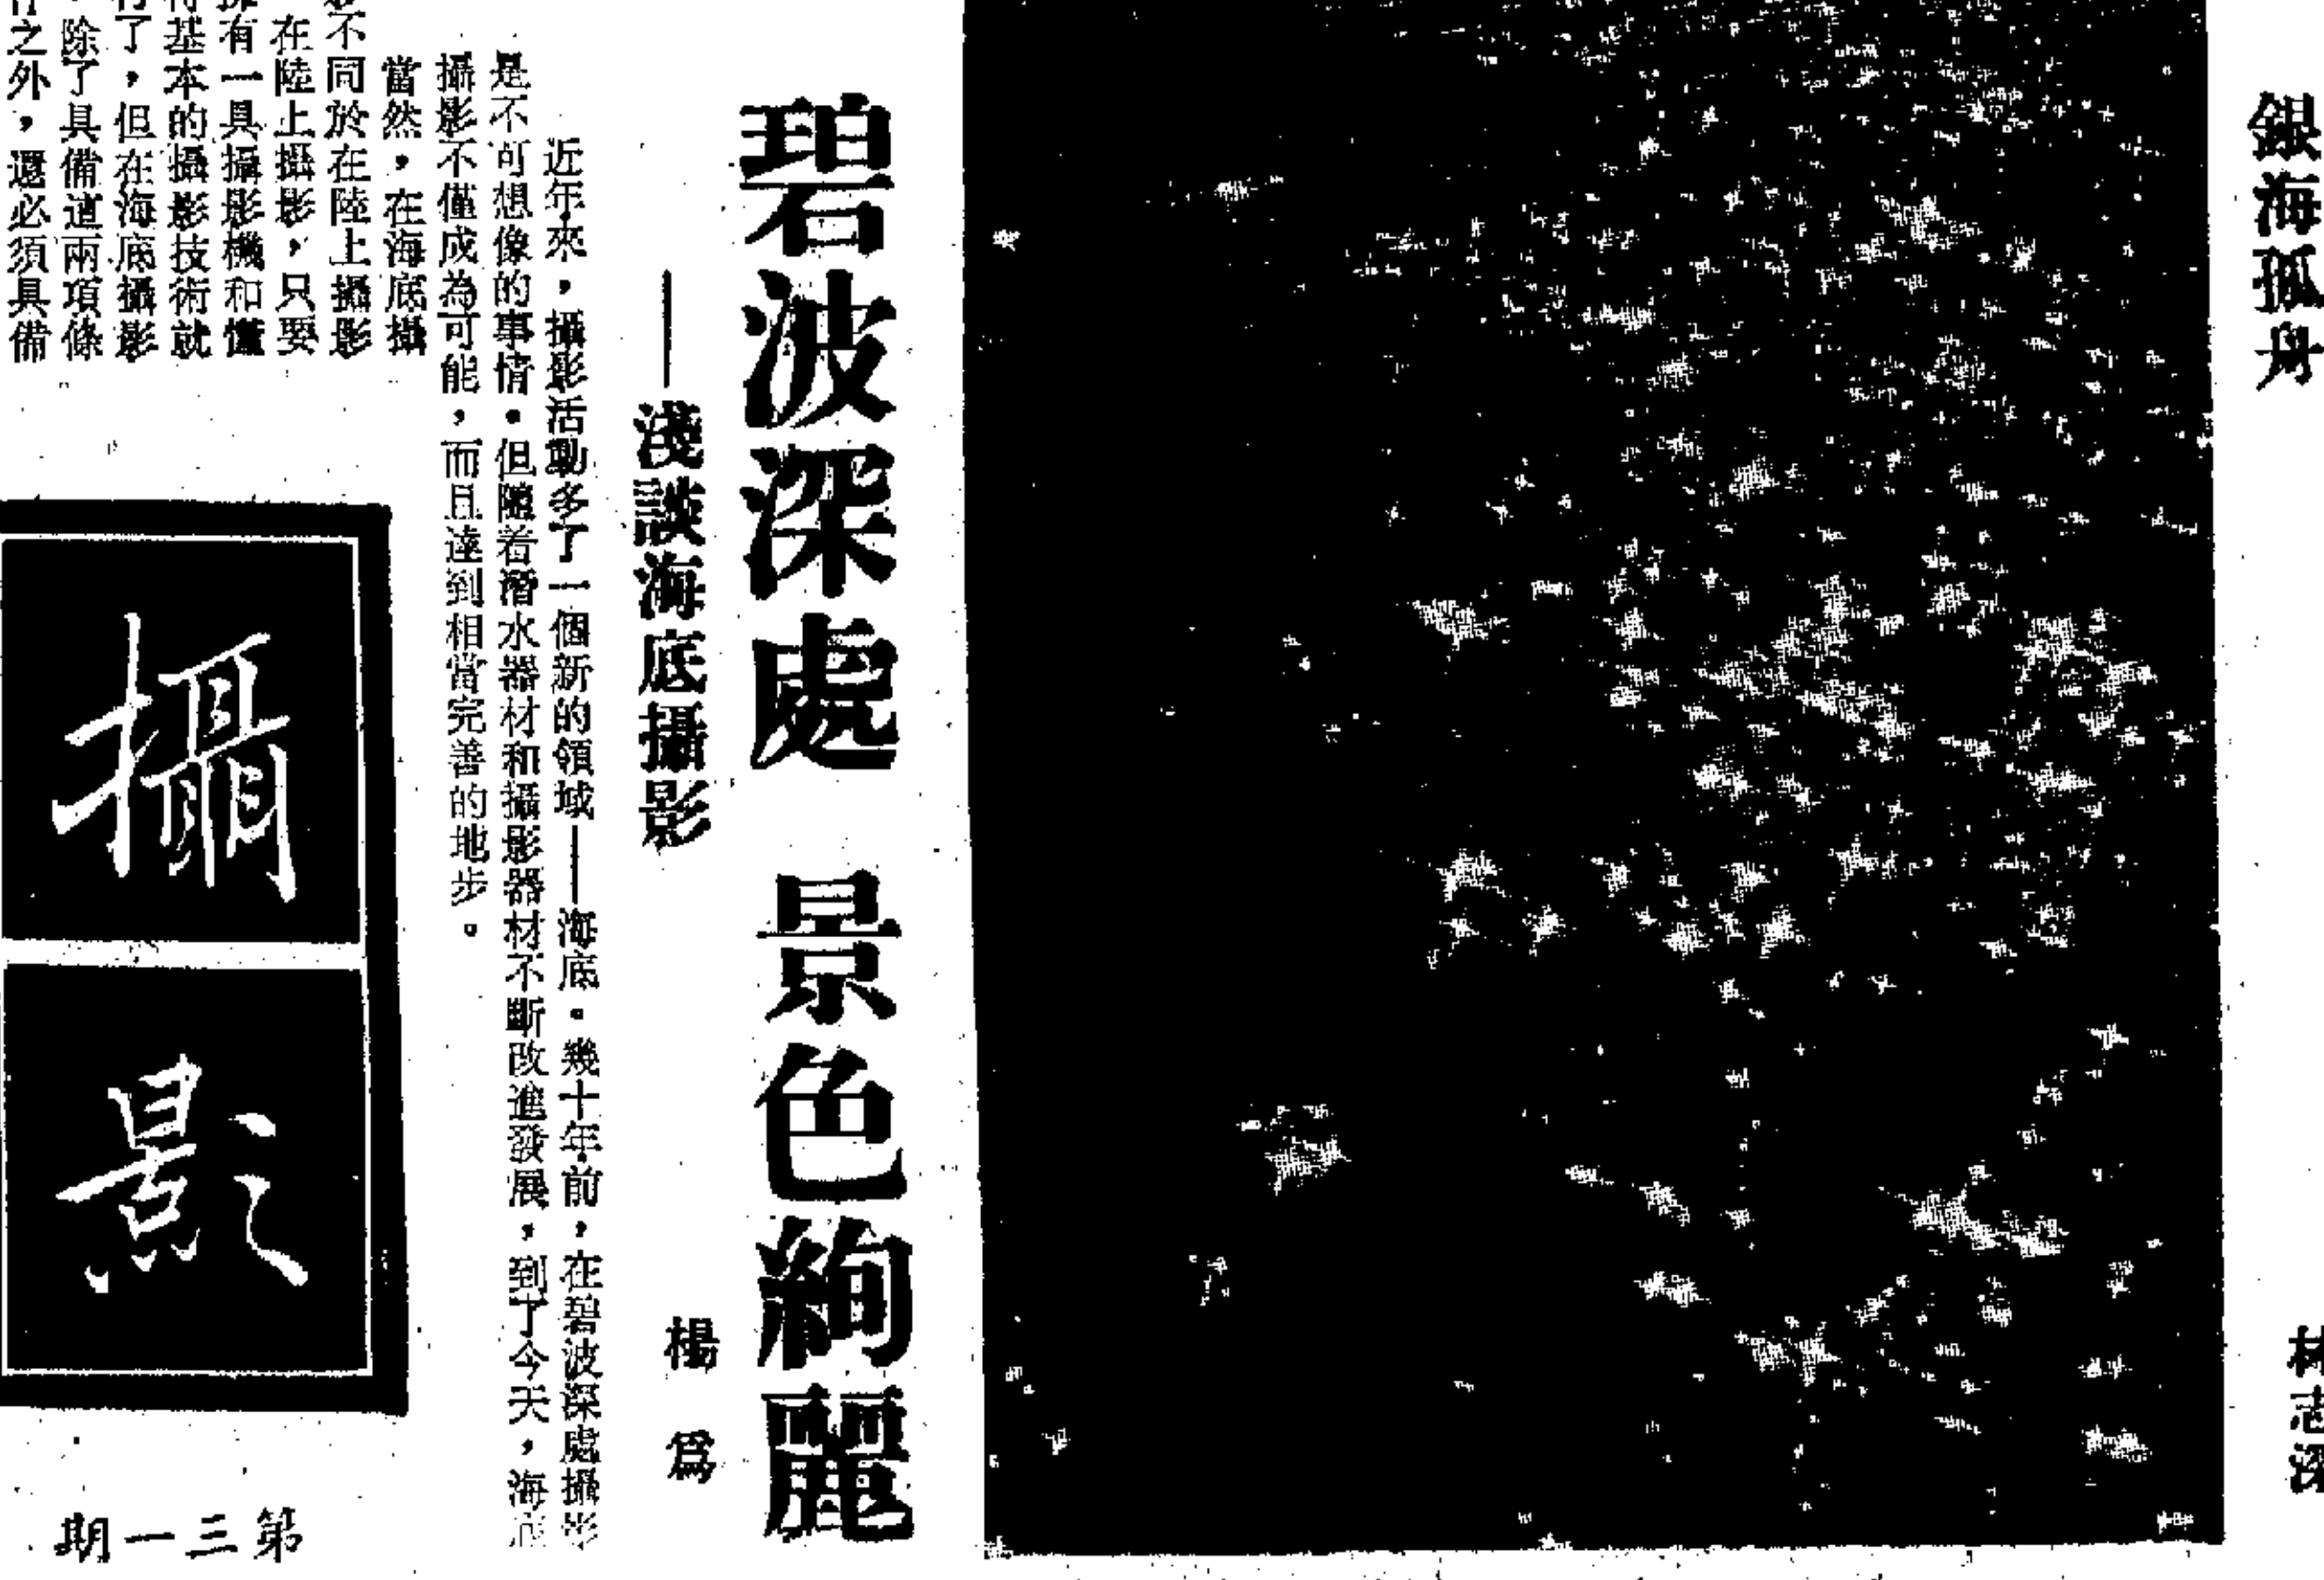 銀海孤舟
林志
碧波深處 景色絢麗
——淺談海底攝影
楊 爲
近年來，攝影活動多了一個新的領域——海底。幾十年前，在碧波深處攝影
是不可想像的事情。但隨着潛水器材和攝影器材不斷改進發展，到了今天，海底
攝影不僅成為可能，而且達到相當完善的地步。
當然，在海底攝
影不同於在陸上攝影
在陸上攝影，只要
擁有一具攝影機和懂
得基本的攝影技術就
行了，但在海底攝影
，除了具備這兩項條
件之外，還必須具備
攝
影
期一三第